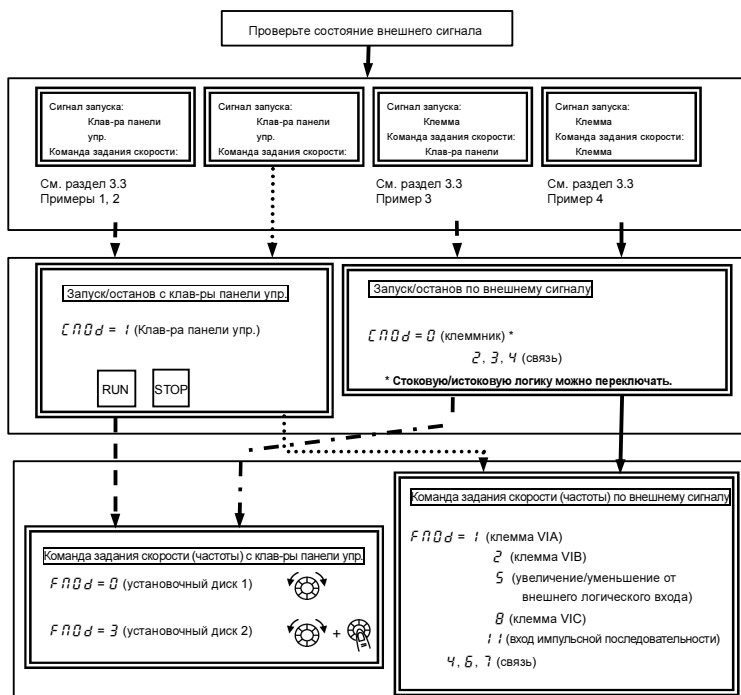 Проверьте состояние внешнего сигнала
Сигнал запуска:
Клав-ра панели
упр.
Команда задания скорости:
Сигнал запуска:
Клав-ра панели
упр.
Команда задания скорости:
Сигнал запуска:
Клемма
Команда задания скорости:
Клав-ра панели
Сигнал запуска:
Клемма
Команда задания скорости:
Клемма
См. раздел 3.3
Примеры 1, 2
См. раздел 3.3
Пример 3
См. раздел 3.3
Пример 4
Запуск/останов с клав-ры панели упр.
CMOd = 1 (Клав-ра панели упр.)
RUN STOP
Запуск/останов по внешнему сигналу
CMOd = 0 (клеммник) *
2, 3, 4 (связь)
* Стоковую/истоковую логику можно переключать.
Команда задания скорости (частоты) с клав-ры панели упр.
FMOd = 0 (установочный диск 1)
FMOd = 3 (установочный диск 2) +
Команда задания скорости (частоты) по внешнему сигналу
FMOd = 1 (клемма VIA)
2 (клемма VIB)
5 (увеличение/уменьшение от
внешнего логического входа)
8 (клемма VIC)
11 (вход импульсной последовательности)
4, 6, 7 (связь)